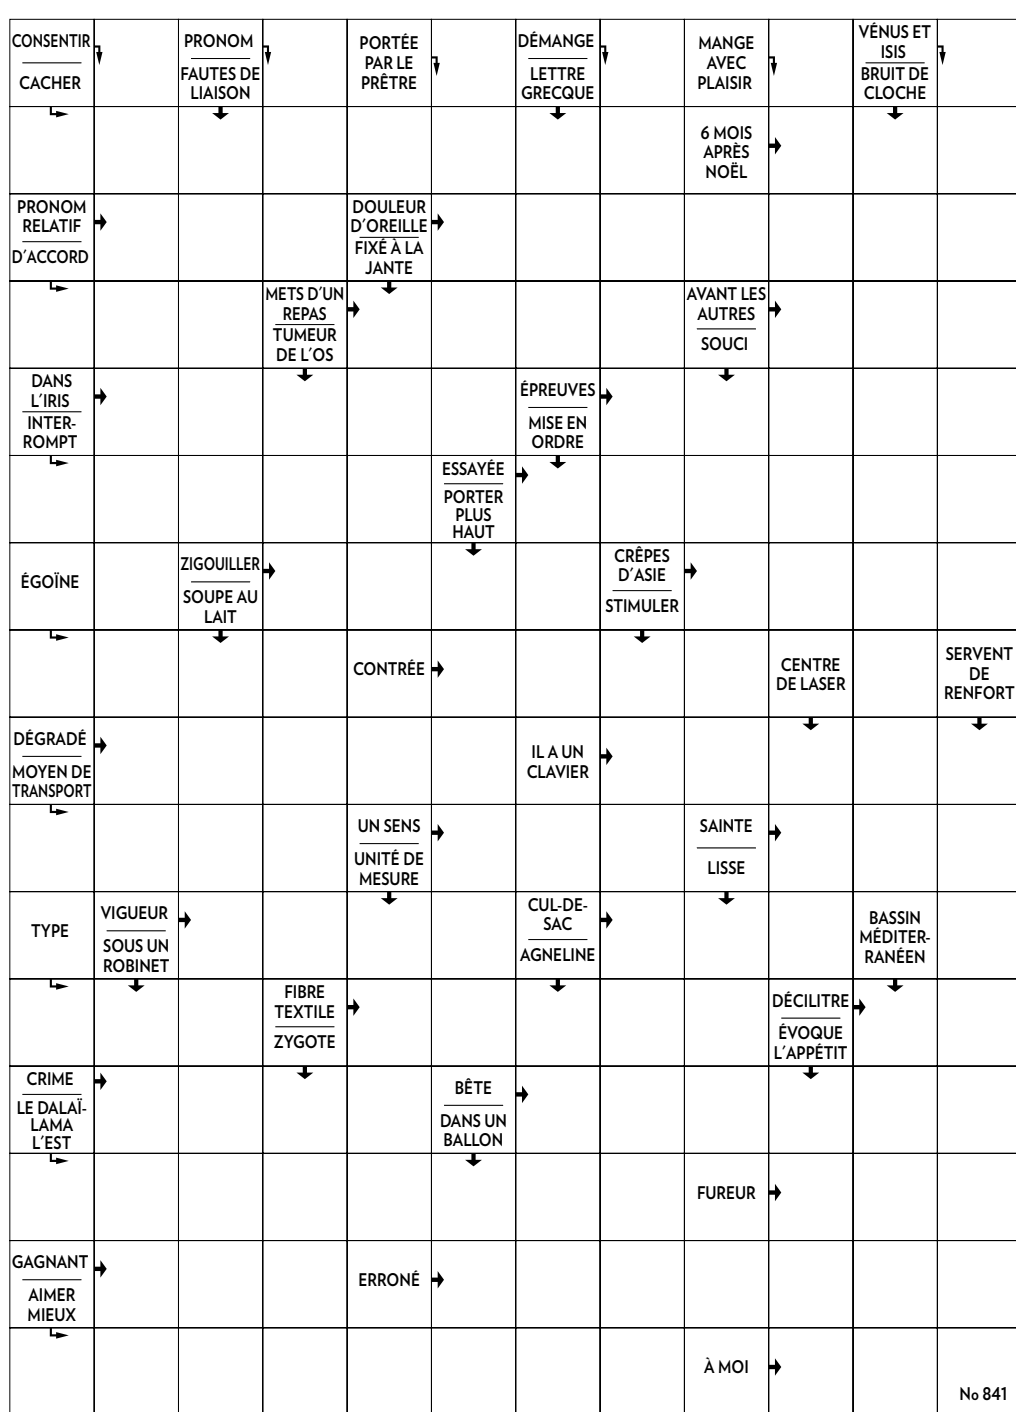 CONSENTIR
CACHER
PRONOM
FAUTES DE
LIAISON
PORTÉE
PAR LE
PRÊTRE
DÉMANGE
LETTRE
GRECQUE
MANGE
AVEC
PLAISIR
VÉNUS ET
ISIS
BRUIT DE
CLOCHE
6 MOIS
APRÈS
NOËL
PRONOM
RELATIF
D'ACCORD
DOULEUR
D'OREILLE
FIXÉ À LA
JANTE
METS D'UN
REPAS
TUMEUR
DE L'OS
AVANT LES
AUTRES
SOUCI
DANS
L'IRIS
INTER-
ROMPT
ÉPREUVES
MISE EN
ORDRE
ESSAYÉE
PORTER
PLUS
HAUT
ÉGOÏNE
ZIGOUILLER
SOUPE AU
LAIT
CRÊPES
D'ASIE
STIMULER
CONTRÉE
CENTRE
DE LASER
SERVENT
DE
RENFORT
DÉGRADÉ
MOYEN DE
TRANSPORT
IL A UN
CLAVIER
UN SENS
UNITÉ DE
MESURE
SAINTE
LISSE
TYPE
VIGUEUR
SOUS UN
ROBINET
CUL-DE-
SAC
AGNELINE
BASSIN
MÉDITER-
RANÉEN
FIBRE
TEXTILE
ZYGOTE
DÉCILITRE
ÉVOQUE
L'APPÉTIT
CRIME
LE DALAÏ-
LAMA
L'EST
BÊTE
DANS UN
BALLON
FUREUR
GAGNANT
AIMER
MIEUX
ERRONÉ
À MOI
No 841